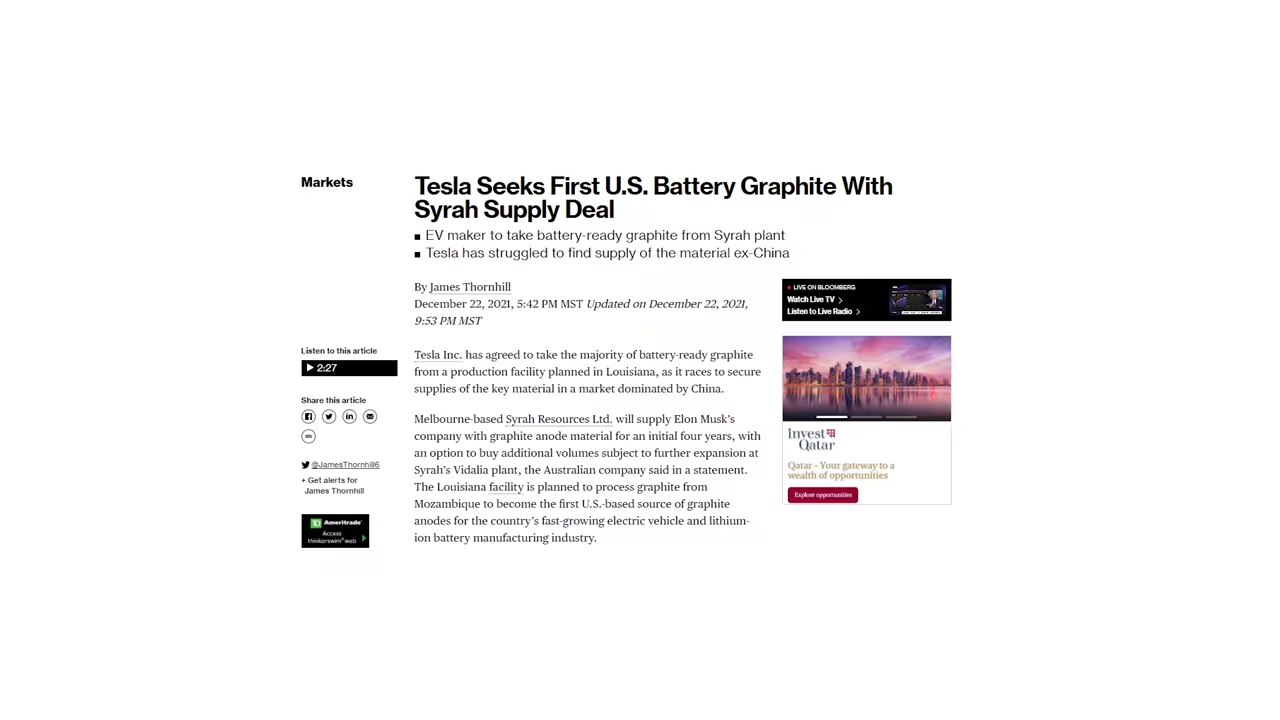 Markets
Tesla Seeks First U.S. Battery Graphite With
Syrah Supply Deal
EV maker to take battery-ready graphite from Syrah plant
Tesla has struggled to find supply of the material ex-China
By James Thornhill
December 22, 2021, 5:42 PM MST Updated on December 22, 2021,
9:53 PM MST
Listen to this article
2:27
Share this article
@JamesThornhill6
+ Get alerts for
James Thornhill
TD Ameritrade
Access
thinkorswim web
Tesla Inc. has agreed to take the majority of battery-ready graphite
from a production facility planned in Louisiana, as it races to secure
supplies of the key material in a market dominated by China.
Melbourne-based Syrah Resources Ltd. will supply Elon Musk's
company with graphite anode material for an initial four years, with
an option to buy additional volumes subject to further expansion at
Syrah's Vidalia plant, the Australian company said in a statement.
The Louisiana facility is planned to process graphite from
Mozambique to become the first U.S.-based source of graphite
anodes for the country's fast-growing electric vehicle and lithium-
ion battery manufacturing industry.
LIVE ON BLOOMBERG
Watch Live TV
Listen to Live Radio
Invest
Qatar
Qatar - Your gateway to a
wealth of opportunities
Explore opportunities